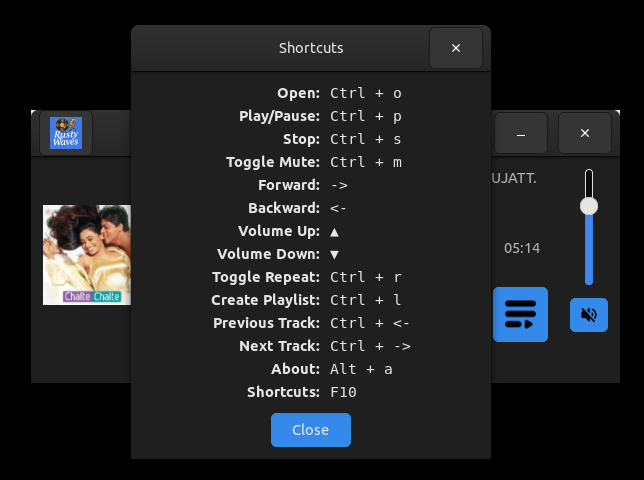 Shortcuts ×
Rusty
Waves
– ×
Open: Ctrl + o
Play/Pause: Ctrl + p
Stop: Ctrl + s
Toggle Mute: Ctrl + m
Forward: ->
Backward: <-
Volume Up: ▲
Volume Down: ▼
Toggle Repeat: Ctrl + r
Create Playlist: Ctrl + l
Previous Track: Ctrl + <-
Next Track: Ctrl + ->
About: Alt + a
Shortcuts: F10
Close
UJATT.
05:14
Chalte Chalte